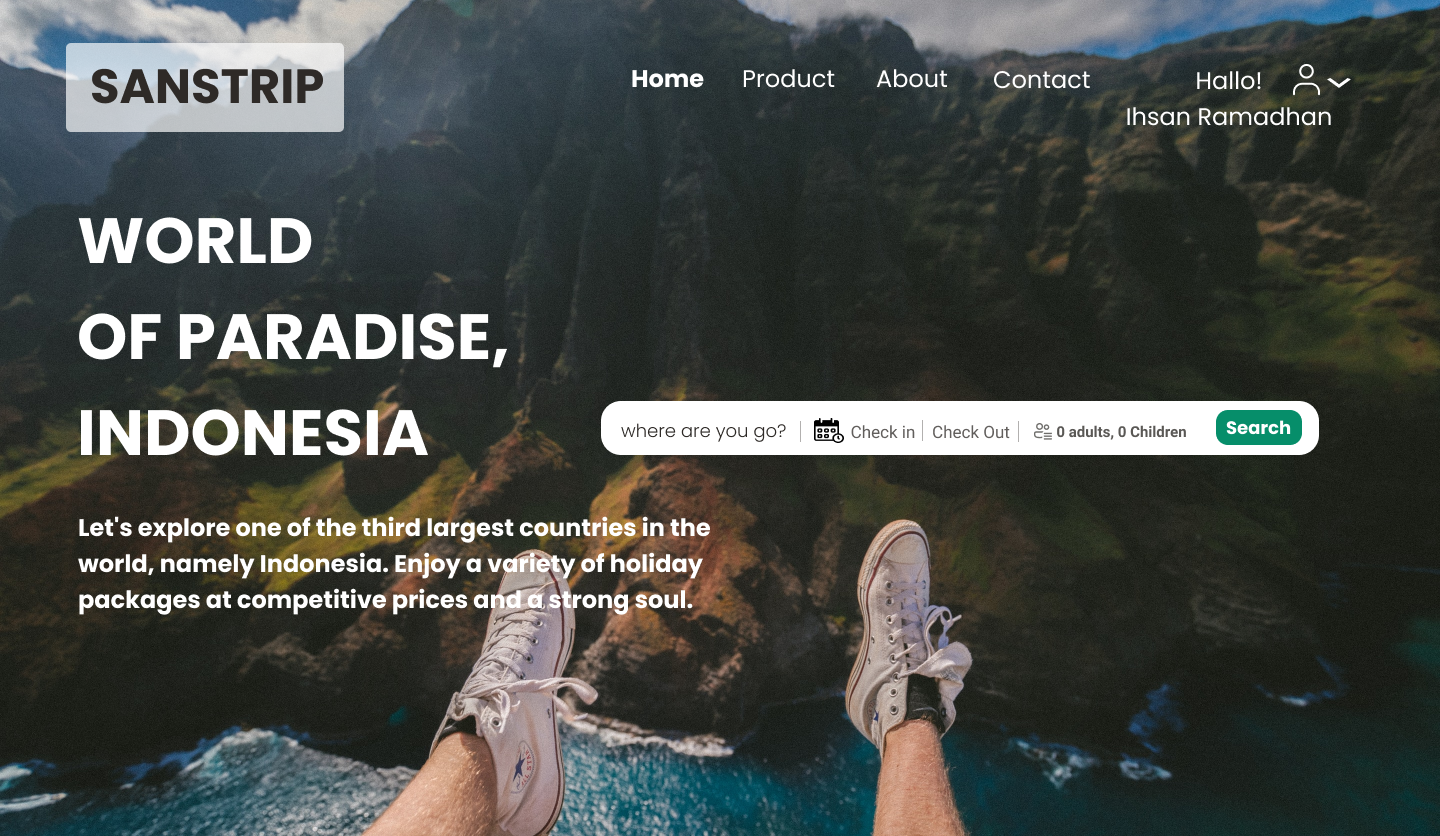 SANSTRIP
Home Product About Contact
Hallo!
Ihsan Ramadhan
WORLD
OF PARADISE,
INDONESIA
where are you go? Check in Check Out 0 adults, 0 Children Search
Let's explore one of the third largest countries in the
world, namely Indonesia. Enjoy a variety of holiday
packages at competitive prices and a strong soul.